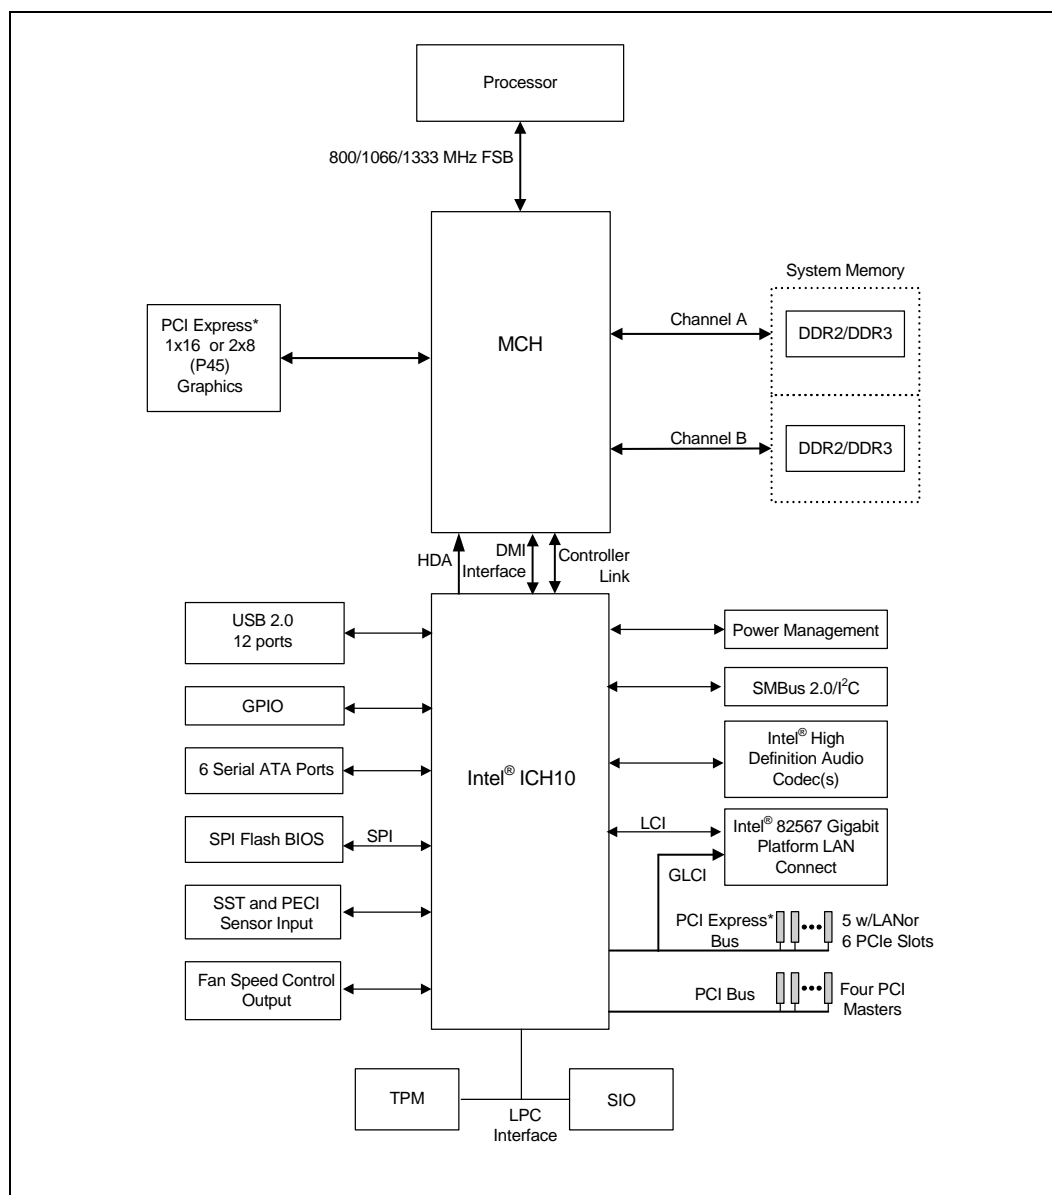 Processor
800/1066/1333 MHz FSB
System Memory
PCI Express*
1x16 or 2x8
(P45)
Graphics
MCH
Channel A
DDR2/DDR3
Channel B
DDR2/DDR3
HDA
DMI
Interface
Controller
Link
USB 2.0
12 ports
GPIO
6 Serial ATA Ports
SPI Flash BIOS
SPI
SST and PECI
Sensor Input
Fan Speed Control
Output
Intel® ICH10
Power Management
SMBus 2.0/I²C
Intel® High
Definition Audio
Codec(s)
LCI
Intel® 82567 Gigabit
Platform LAN
Connect
GLCI
PCI Express*
Bus
5 w/LANor
6 PCIe Slots
PCI Bus
Four PCI
Masters
TPM
LPC
Interface
SIO